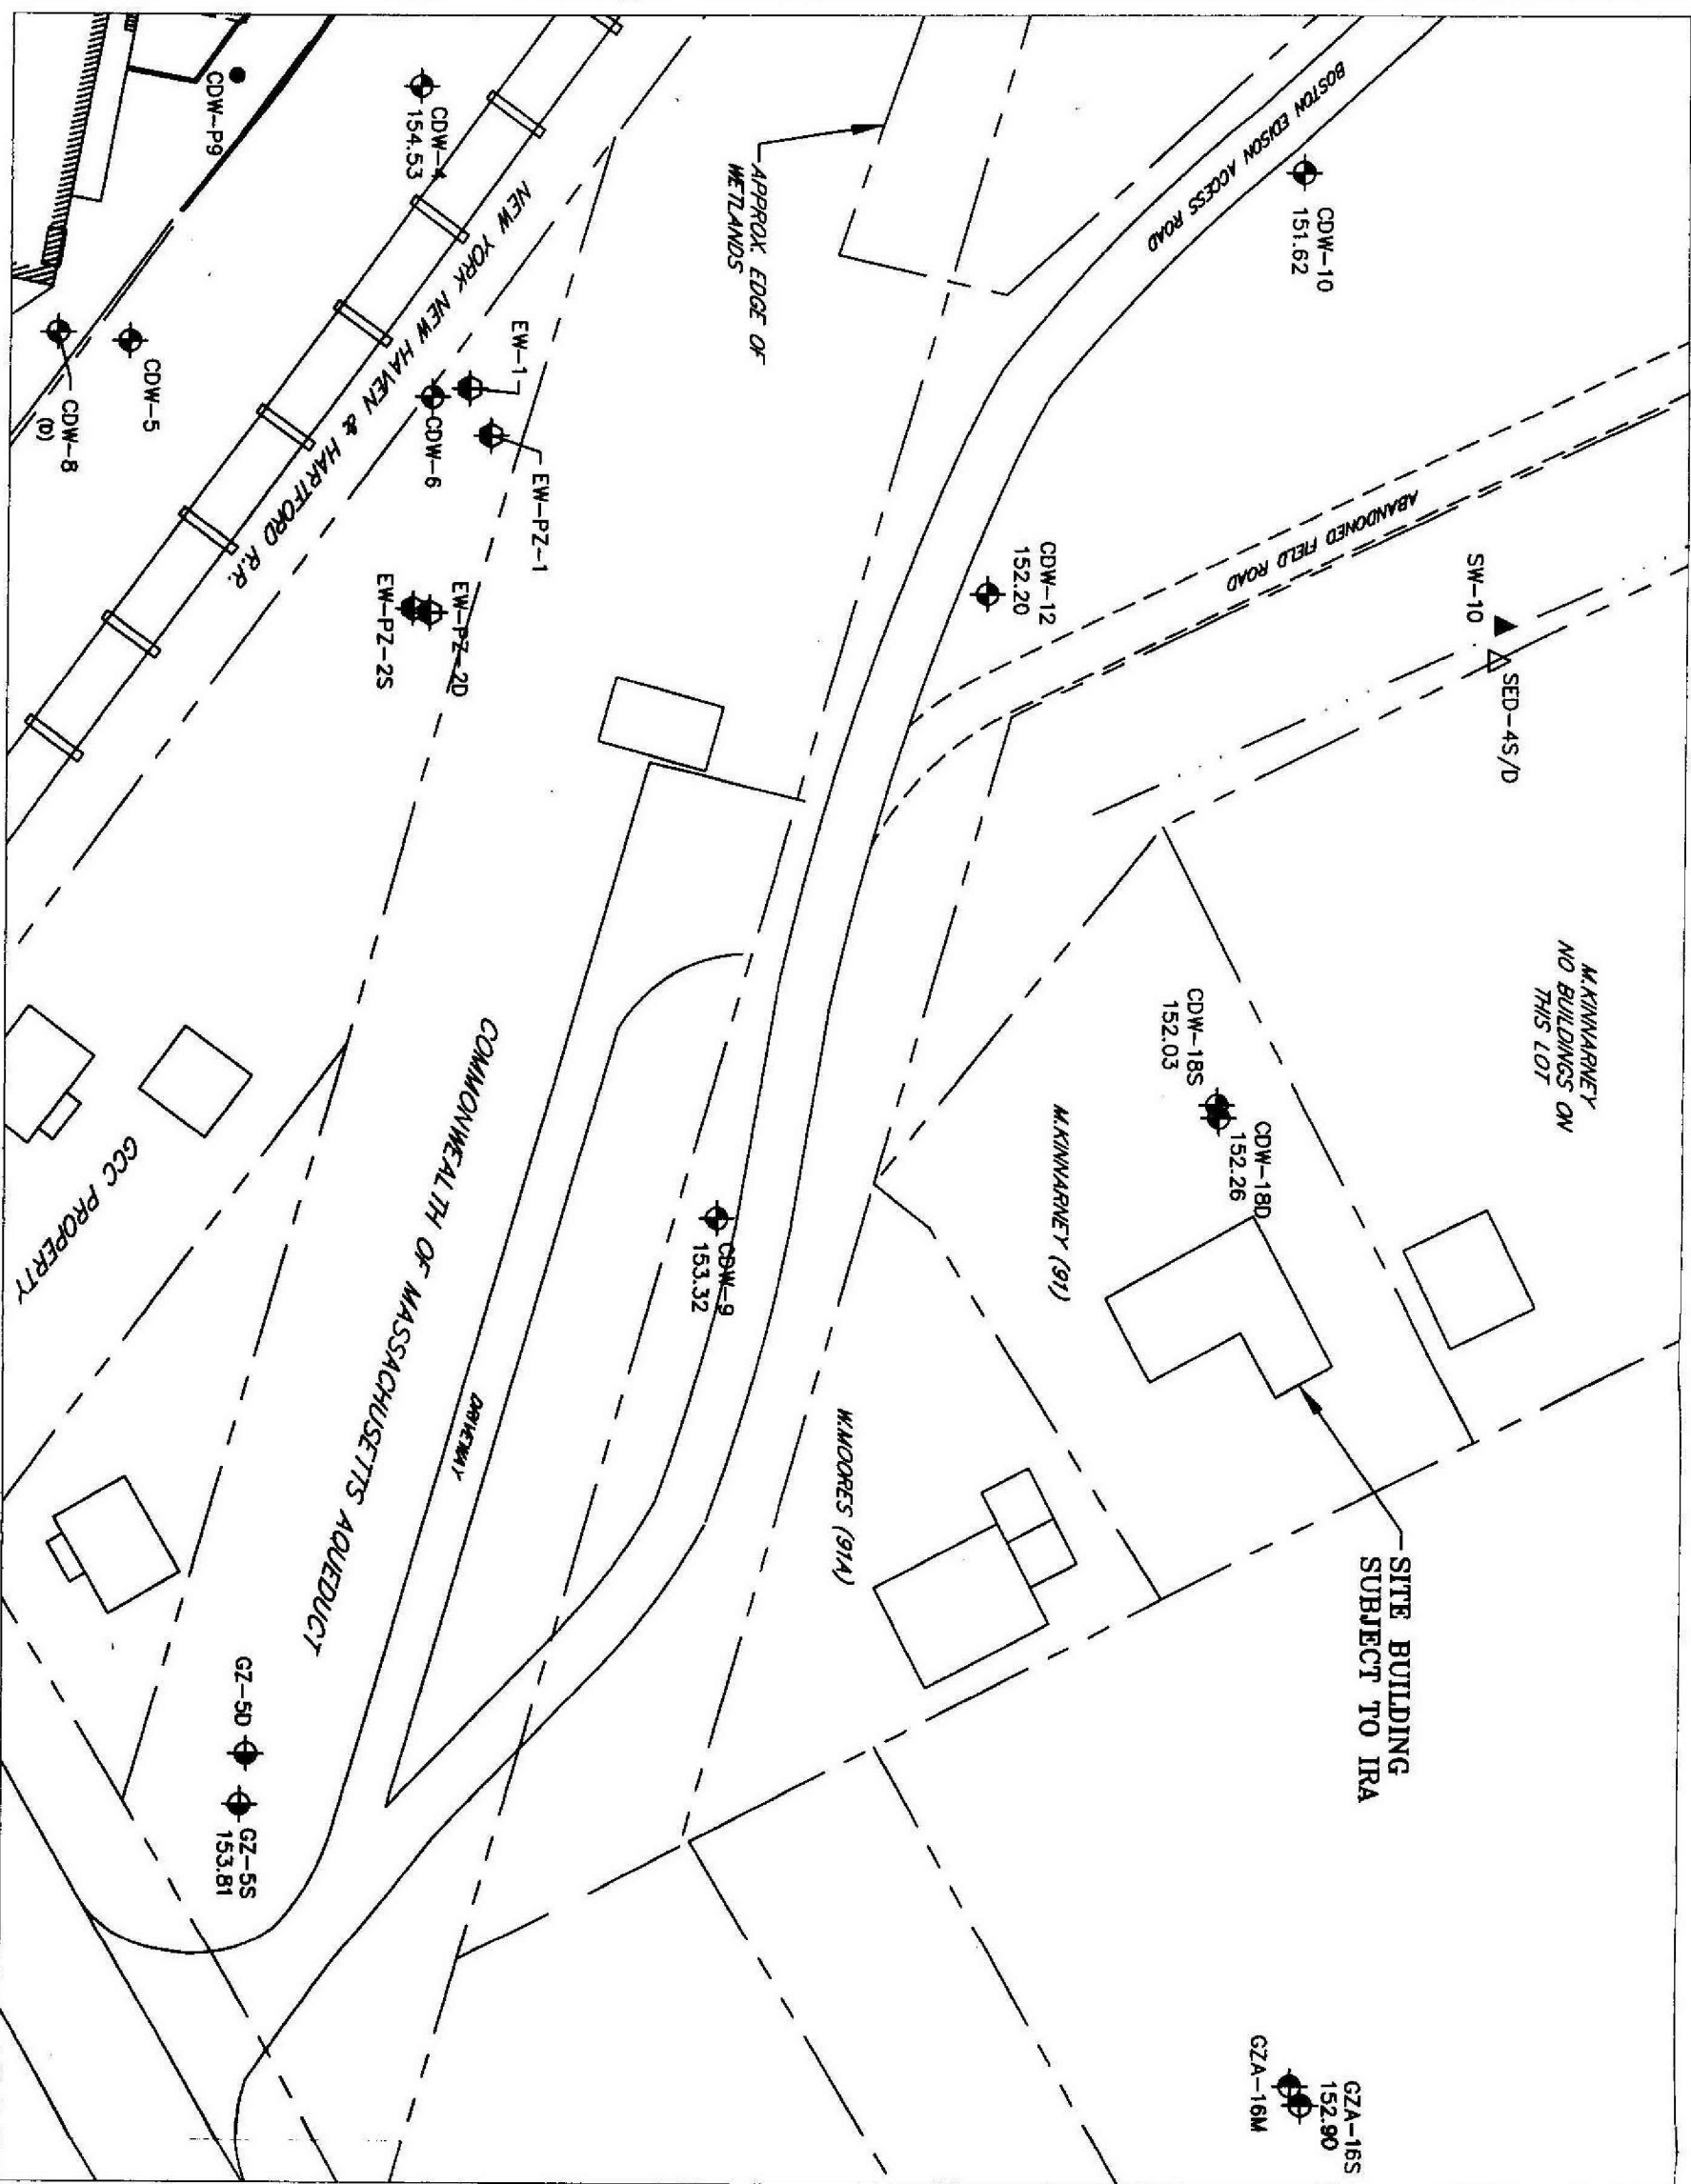 BOSTON EDISON ACCESS ROAD
CDW-10
151.62
CDW-P9
CDW-4
154.53
NEW YORK NEW HAVEN & HARTFORD R.R.
APPROX. EDGE OF
WETLANDS
EW-1
CDW-6
EW-PZ-1
CDW-5
CDW-8
(D)
ABANDONED FIELD ROAD
CDW-12
152.20
SW-10
SED-4S/D
EW-PZ-2D
EW-PZ-2S
M.KINNARNEY
NO BUILDINGS ON
THIS LOT
CDW-18S
152.03
CDW-18D
152.26
M.KINNARNEY (91)
CDW-9
153.32
COMMONWEALTH OF MASSACHUSETTS AQUEDUCT
GCC PROPERTY
DRIVEWAY
W.MOORES (91A)
SITE BUILDING
SUBJECT TO IRA
GZ-5D
GZ-5S
153.81
GZA-16S
152.90
GZA-16M